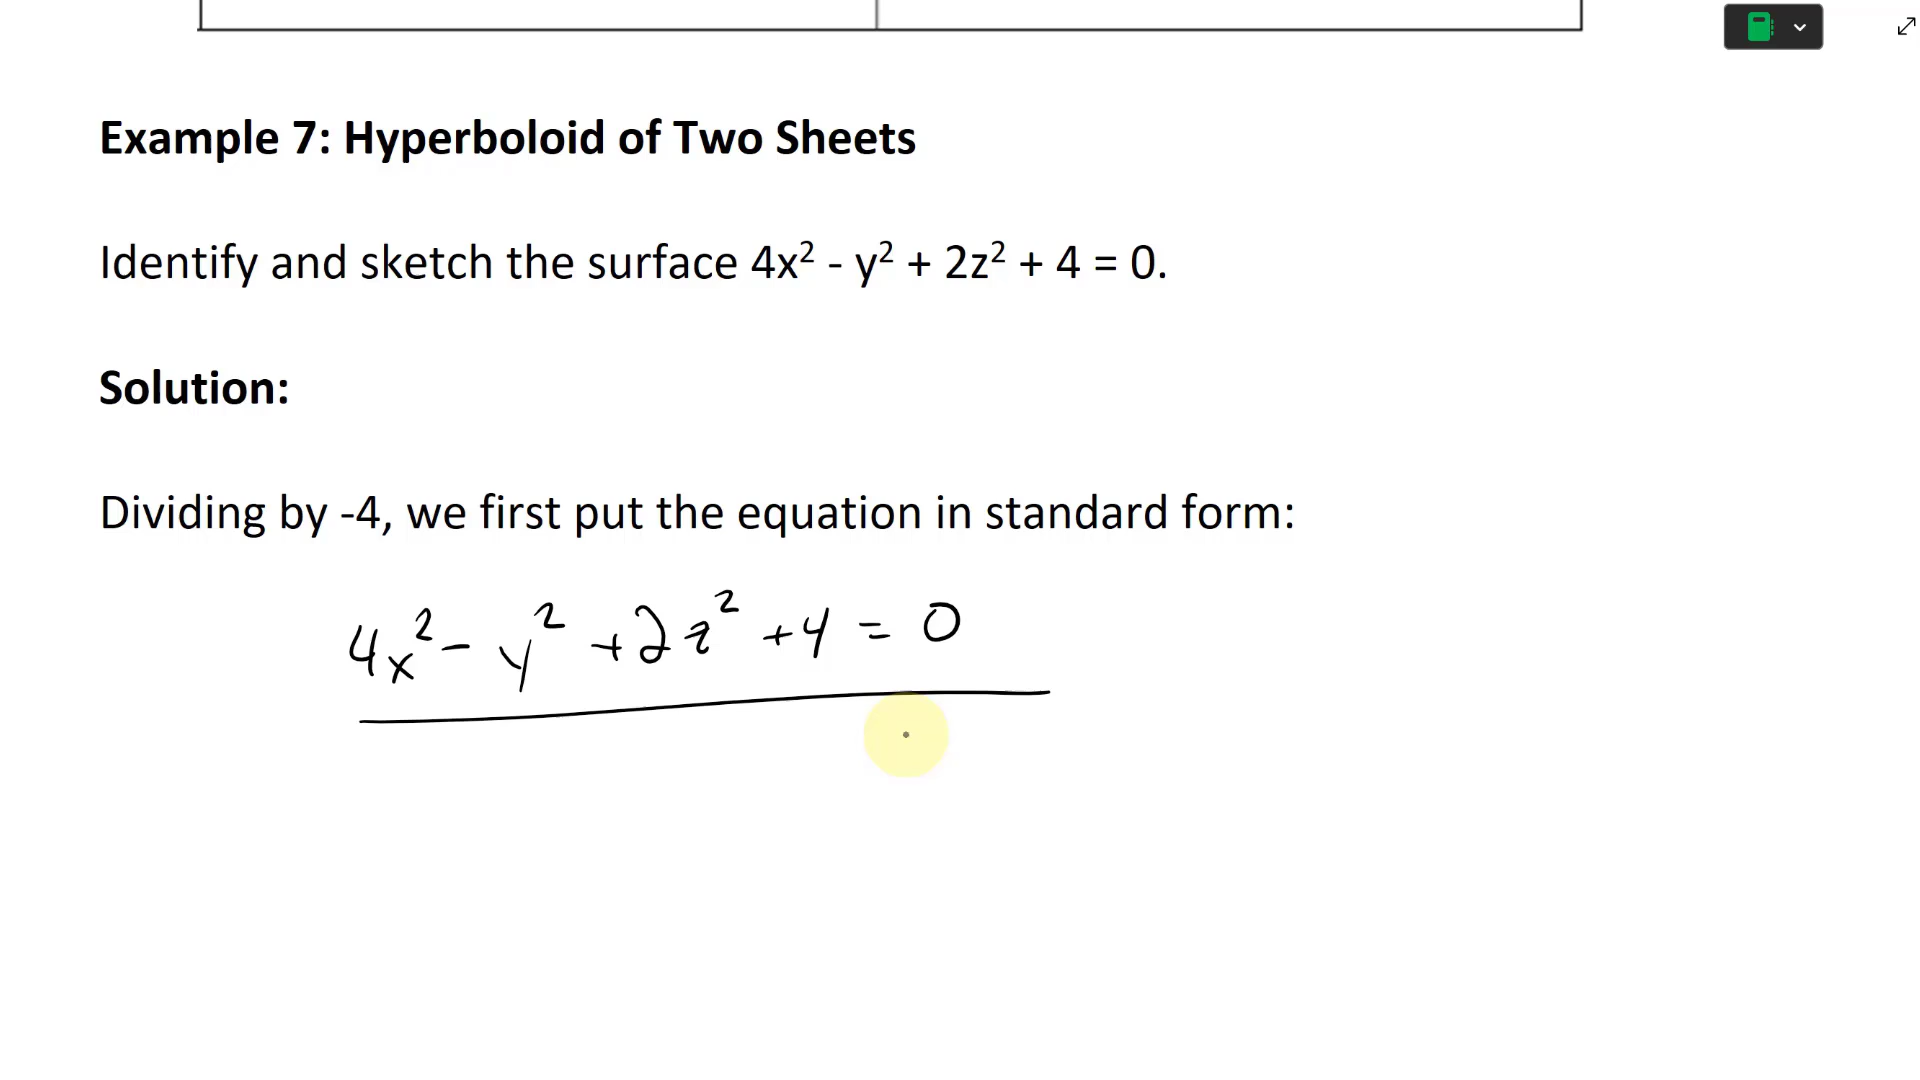 Example 7: Hyperboloid of Two Sheets
Identify and sketch the surface 4x² - y² + 2z² + 4 = 0.
Solution:
Dividing by -4, we first put the equation in standard form:
4x² - y² + 2z² + 4 = 0